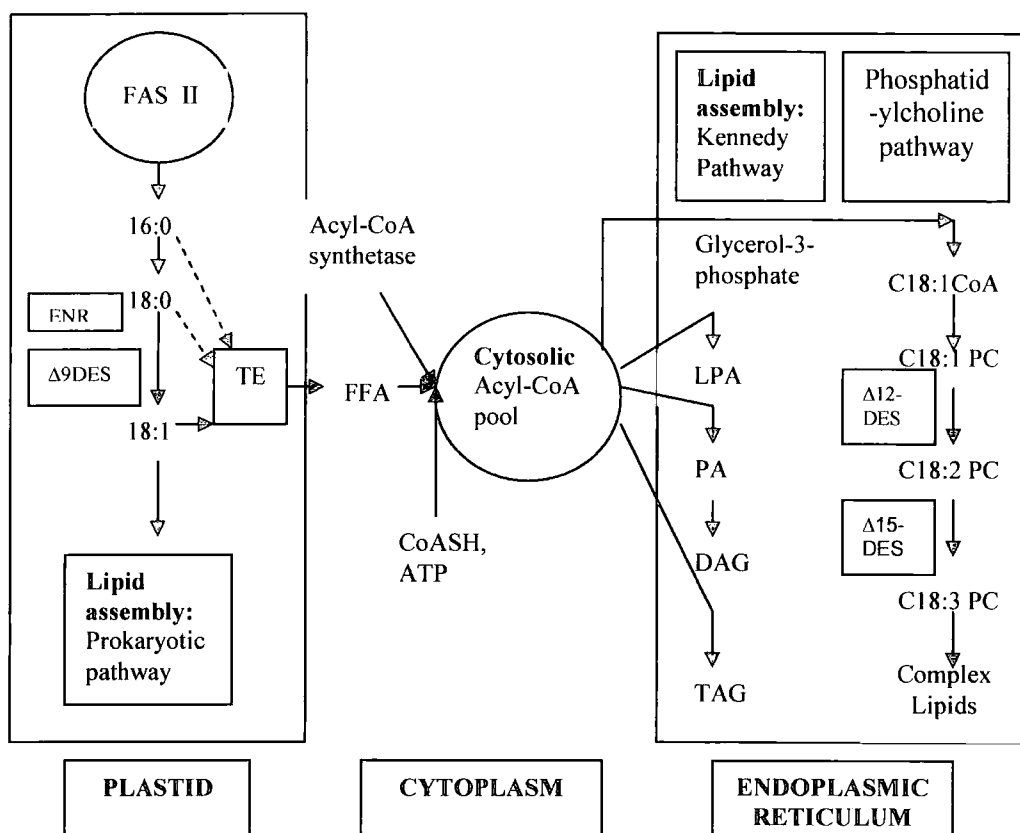 FAS II
16:0
18:0
ENR
Δ9DES
TE
18:1
Lipid
assembly:
Prokaryotic
pathway
PLASTID
Acyl-CoA
synthetase
FFA
Cytosolic
Acyl-CoA
pool
CoASH,
ATP
CYTOPLASM
Lipid
assembly:
Kennedy
Pathway
Phosphatid
-ylcholine
pathway
Glycerol-3-
phosphate
LPA
PA
DAG
TAG
C18:1CoA
C18:1 PC
Δ12-
DES
C18:2 PC
Δ15-
DES
C18:3 PC
Complex
Lipids
ENDOPLASMIC
RETICULUM